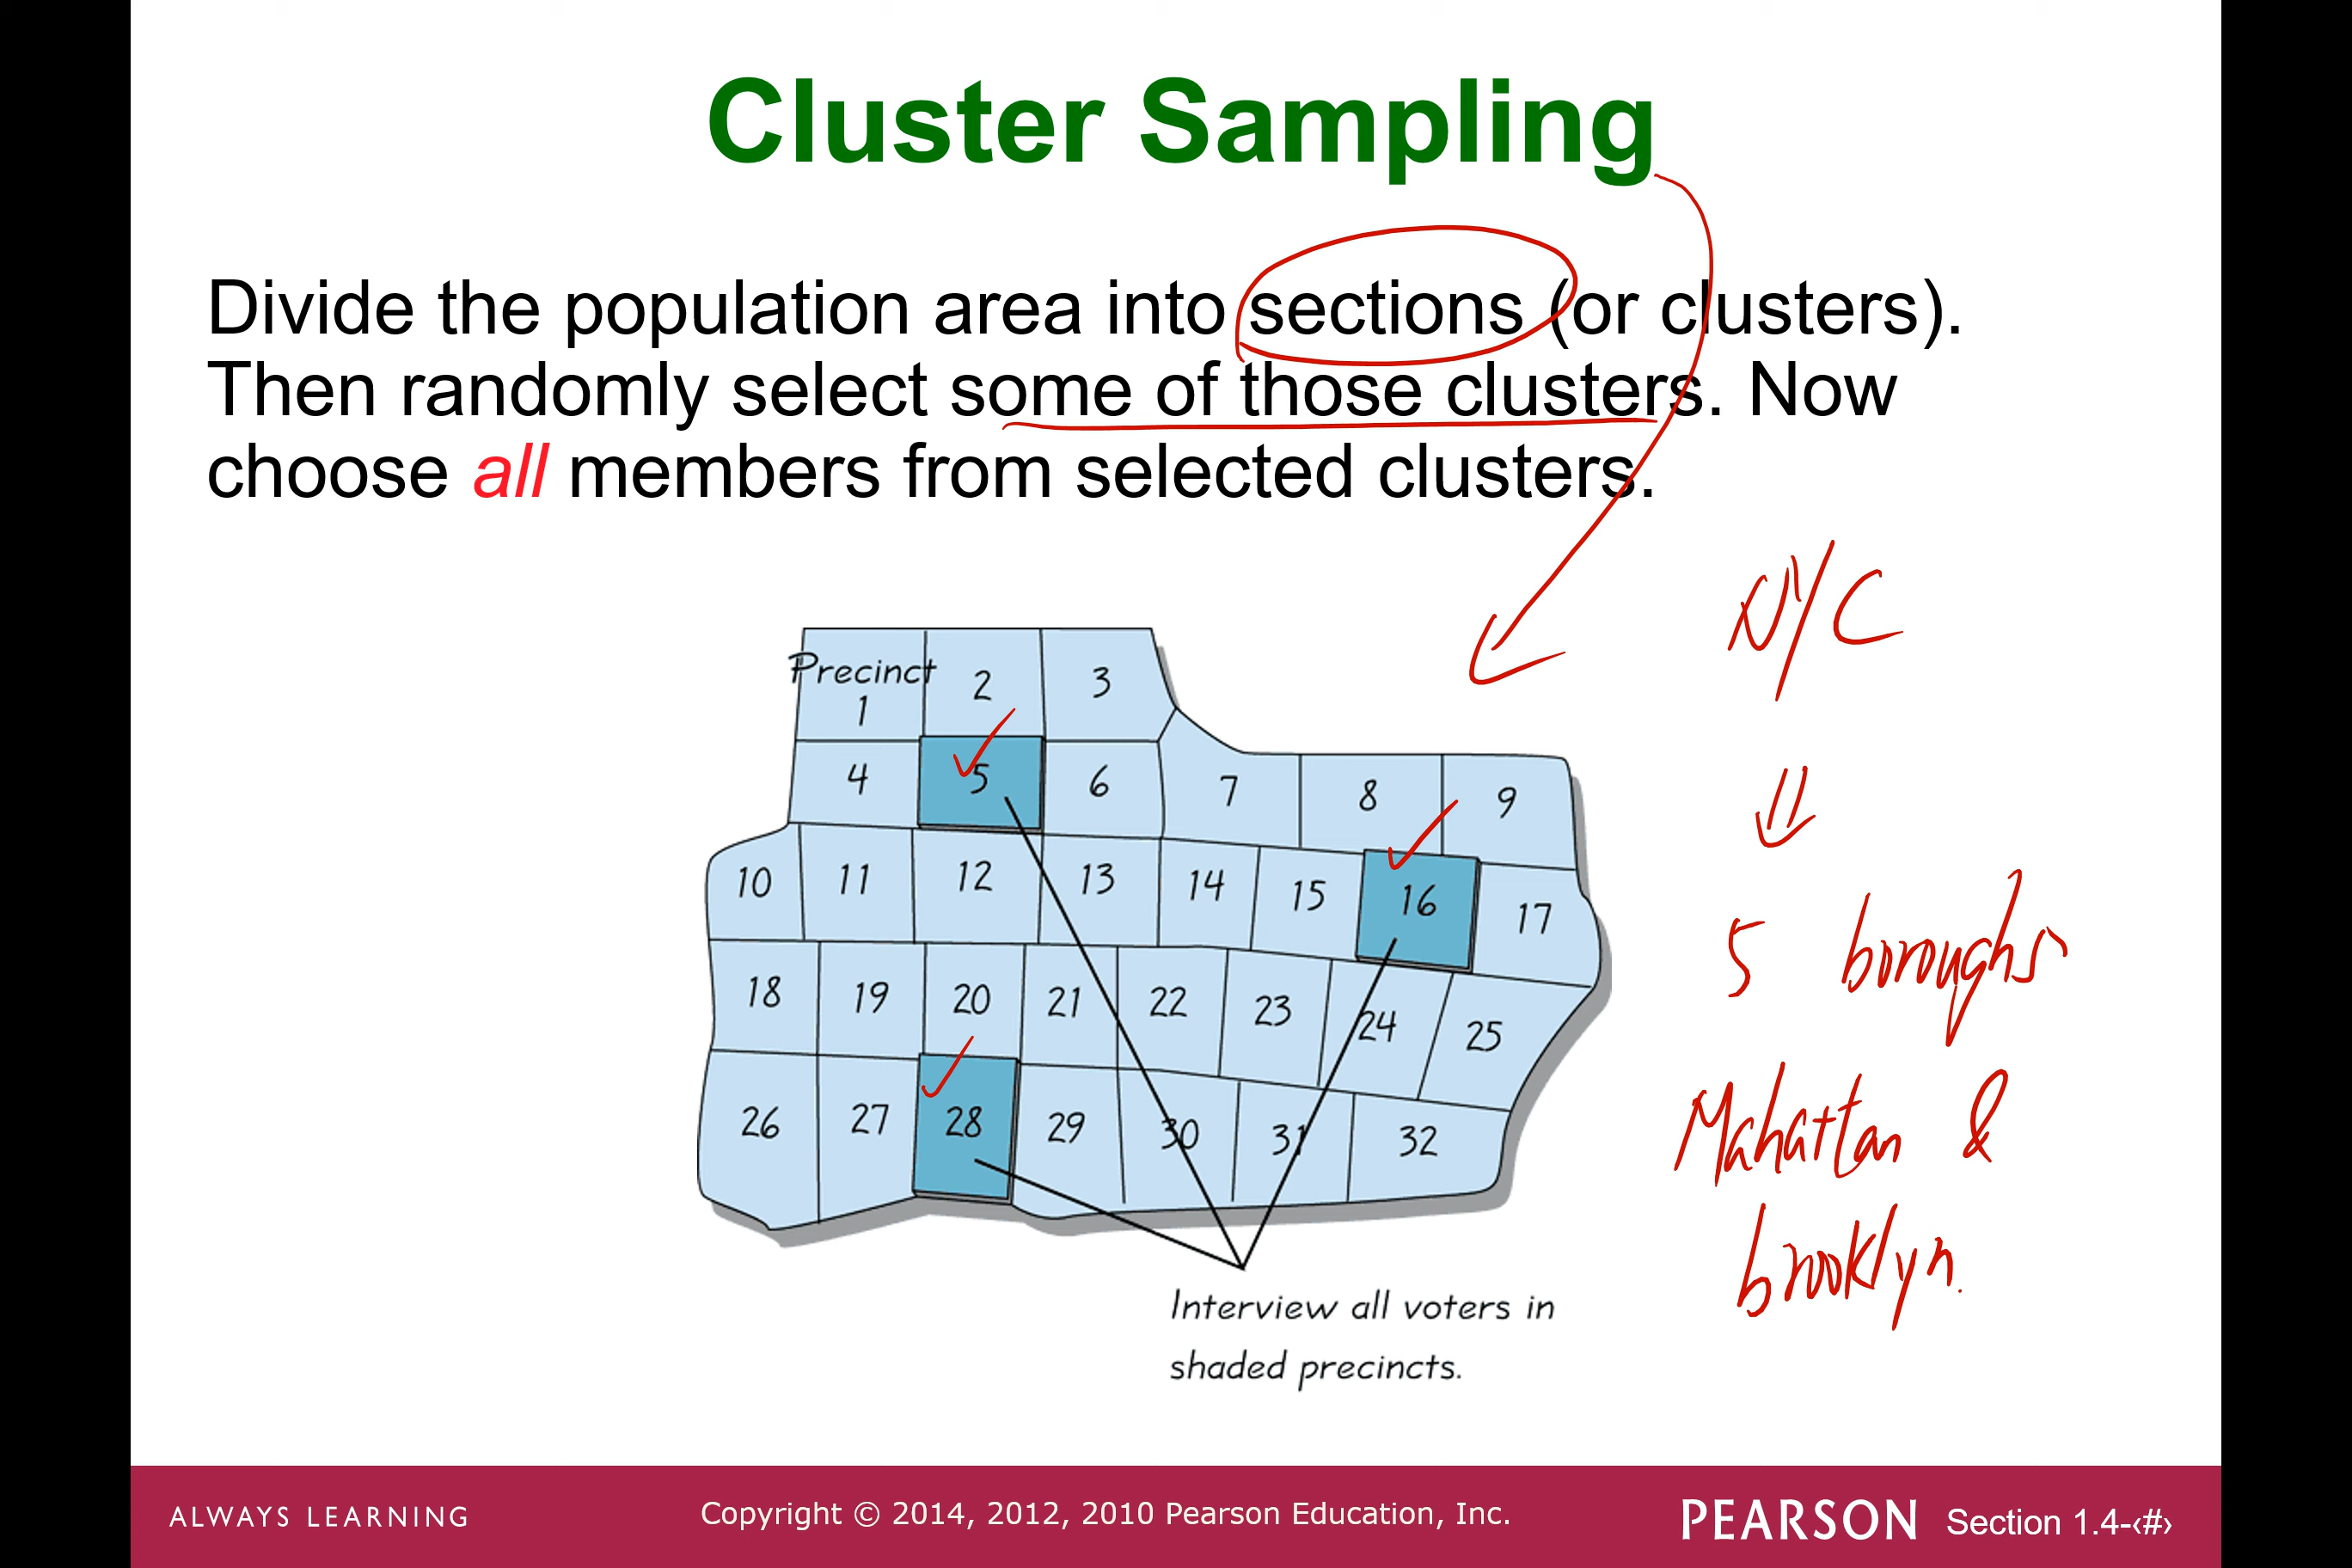 Cluster Sampling
Divide the population area into sections (or clusters).
Then randomly select some of those clusters. Now
choose all members from selected clusters.
NYC
5 boroughs
Mahattan &
brooklyn.
Precinct
1 2 3
4 5 6 7 8 9
10 11 12 13 14 15 16 17
18 19 20 21 22 23 24 25
26 27 28 29 30 31 32
Interview all voters in
shaded precincts.
ALWAYS LEARNING
Copyright © 2014, 2012, 2010 Pearson Education, Inc.
PEARSON Section 1.4-‹#›